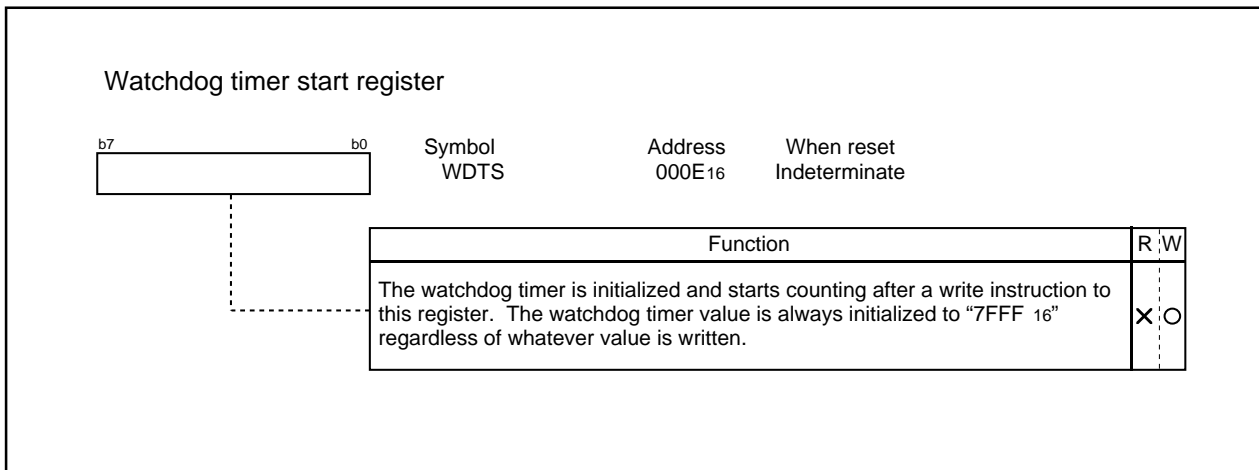 Watchdog timer start register
b7 b0 Symbol Address When reset
WDTS 000E16 Indeterminate
Function R W
The watchdog timer is initialized and starts counting after a write instruction to
this register. The watchdog timer value is always initialized to “7FFF 16”
regardless of whatever value is written.